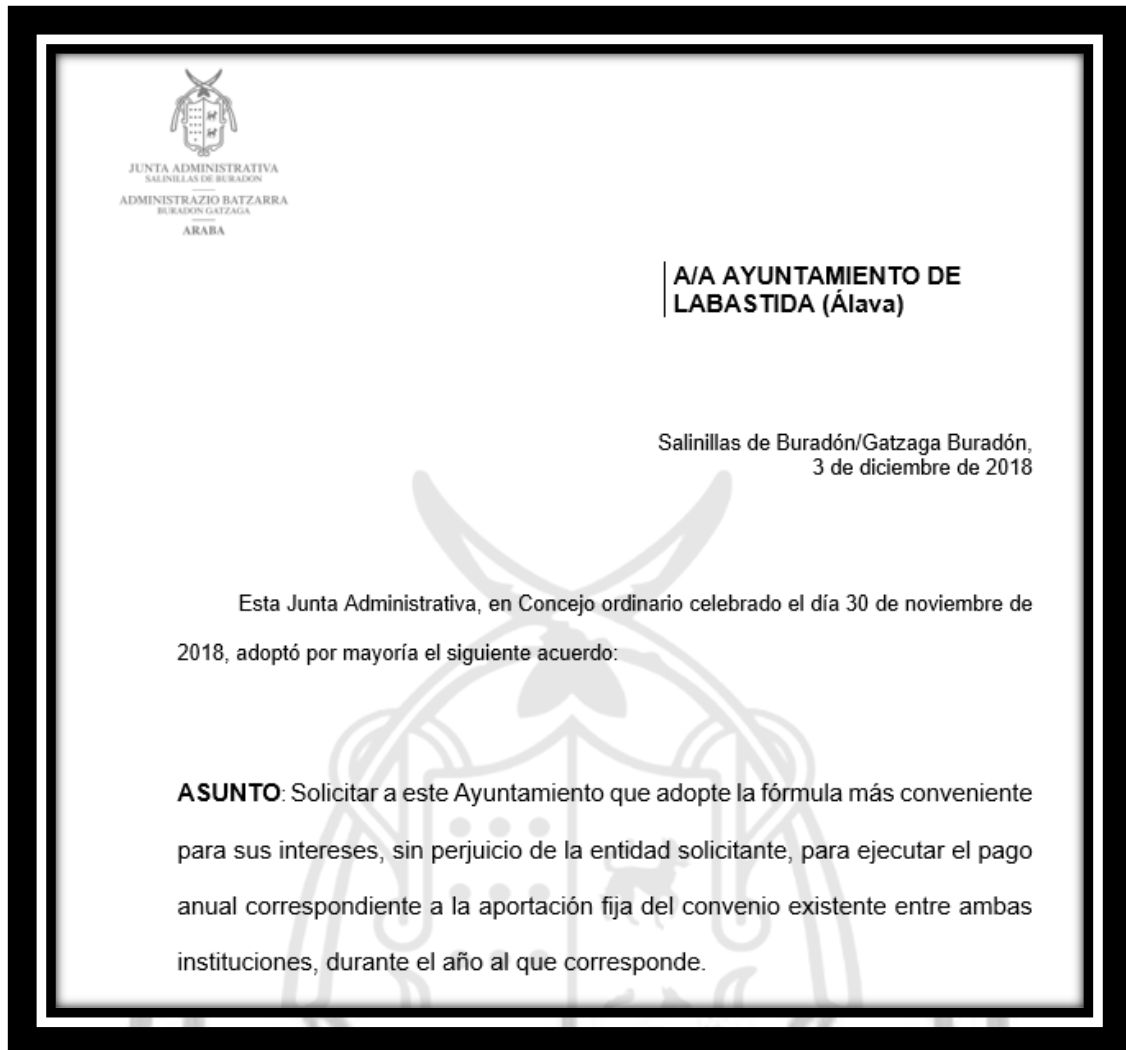 JUNTA ADMINISTRATIVA
SALINILLAS DE BURADON
ADMINISTRAZIO BATZARRA
BURADON GATZAGA
ARABA
A/A AYUNTAMIENTO DE
LABASTIDA (Álava)
Salinillas de Buradón/Gatzaga Buradón,
3 de diciembre de 2018
Esta Junta Administrativa, en Concejo ordinario celebrado el día 30 de noviembre de
2018, adoptó por mayoría el siguiente acuerdo:
ASUNTO: Solicitar a este Ayuntamiento que adopte la fórmula más conveniente
para sus intereses, sin perjuicio de la entidad solicitante, para ejecutar el pago
anual correspondiente a la aportación fija del convenio existente entre ambas
instituciones, durante el año al que corresponde.